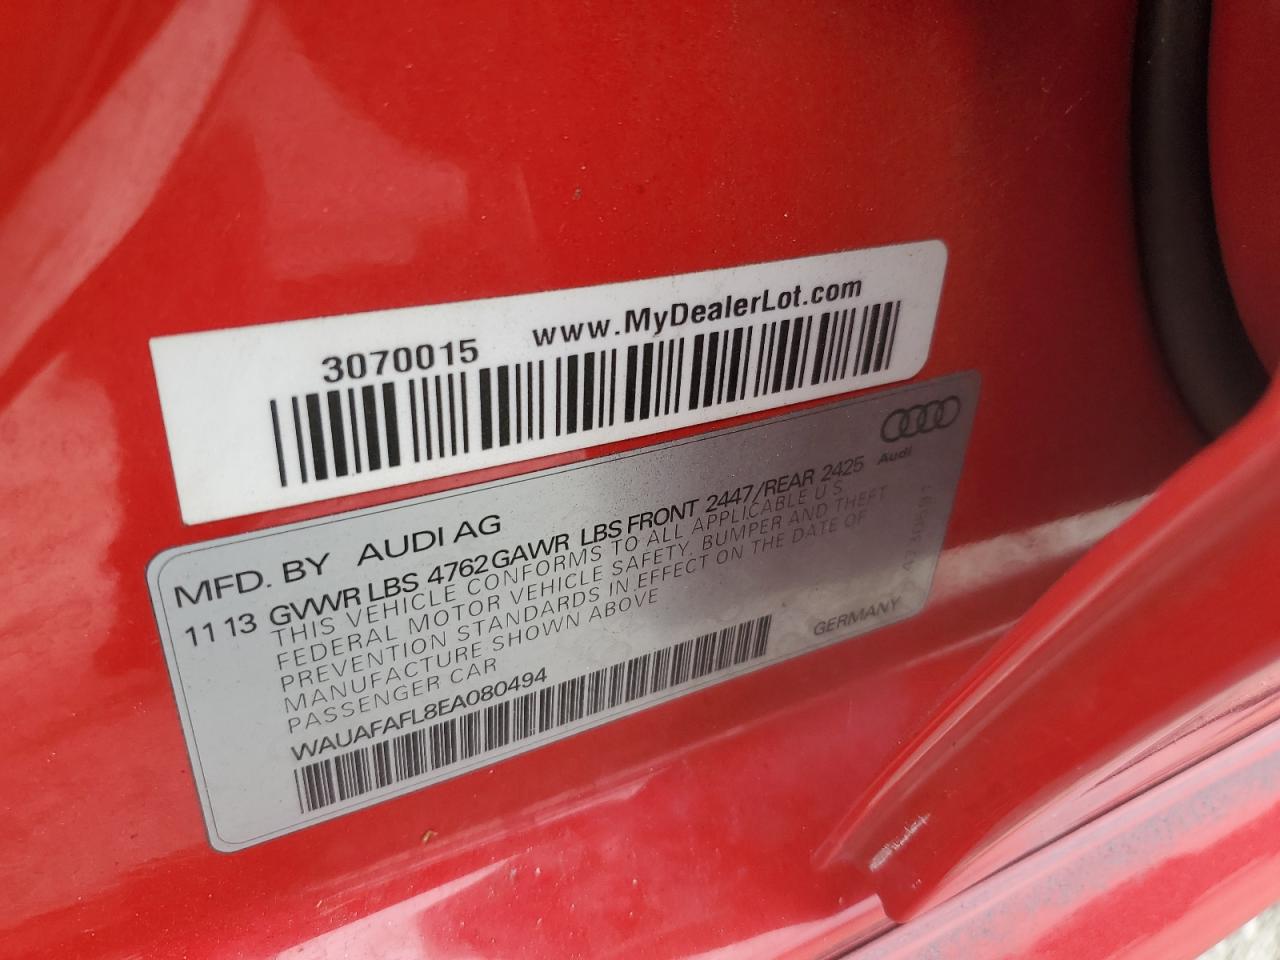 3070015 www.MyDealerLot.com
Audi
MFD. BY AUDI AG
11 13 GVWR LBS 4762 GAWR LBS FRONT 2447/REAR 2425
THIS VEHICLE CONFORMS TO ALL APPLICABLE U S
FEDERAL MOTOR VEHICLE SAFETY, BUMPER AND THEFT
PREVENTION STANDARDS IN EFFECT ON THE DATE OF
MANUFACTURE SHOWN ABOVE
PASSENGER CAR
GERMANY
WAUAFAFL8EA080494